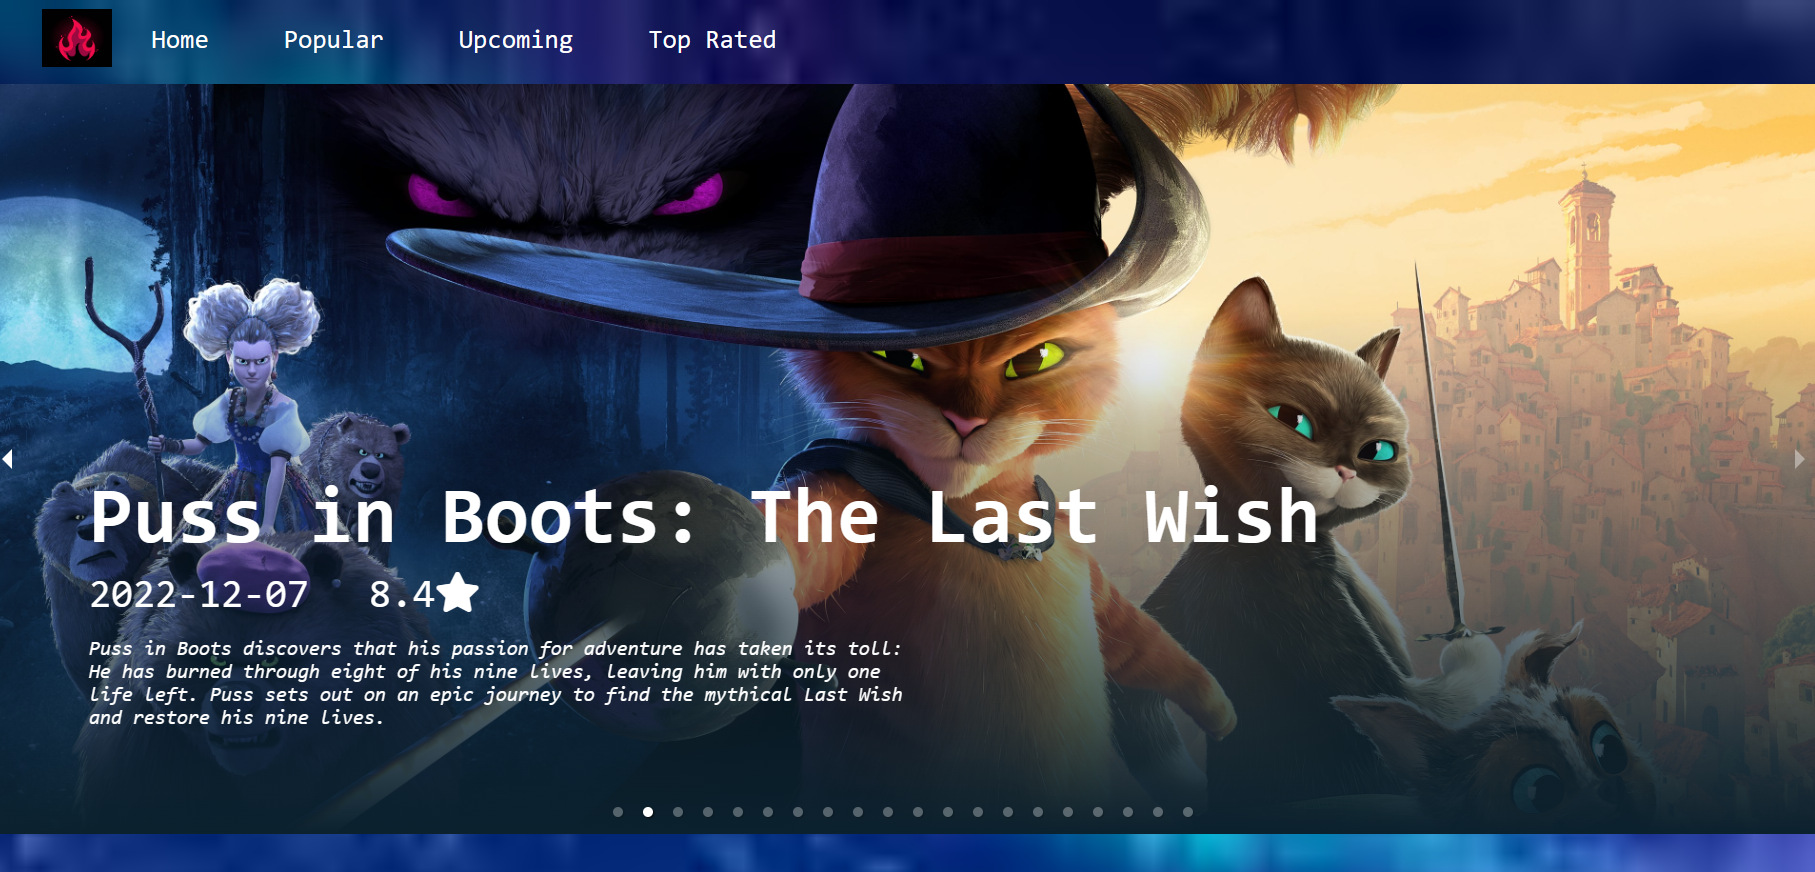 Home Popular Upcoming Top Rated
Puss in Boots: The Last Wish
2022-12-07 8.4
Puss in Boots discovers that his passion for adventure has taken its toll:
He has burned through eight of his nine lives, leaving him with only one
life left. Puss sets out on an epic journey to find the mythical Last Wish
and restore his nine lives.